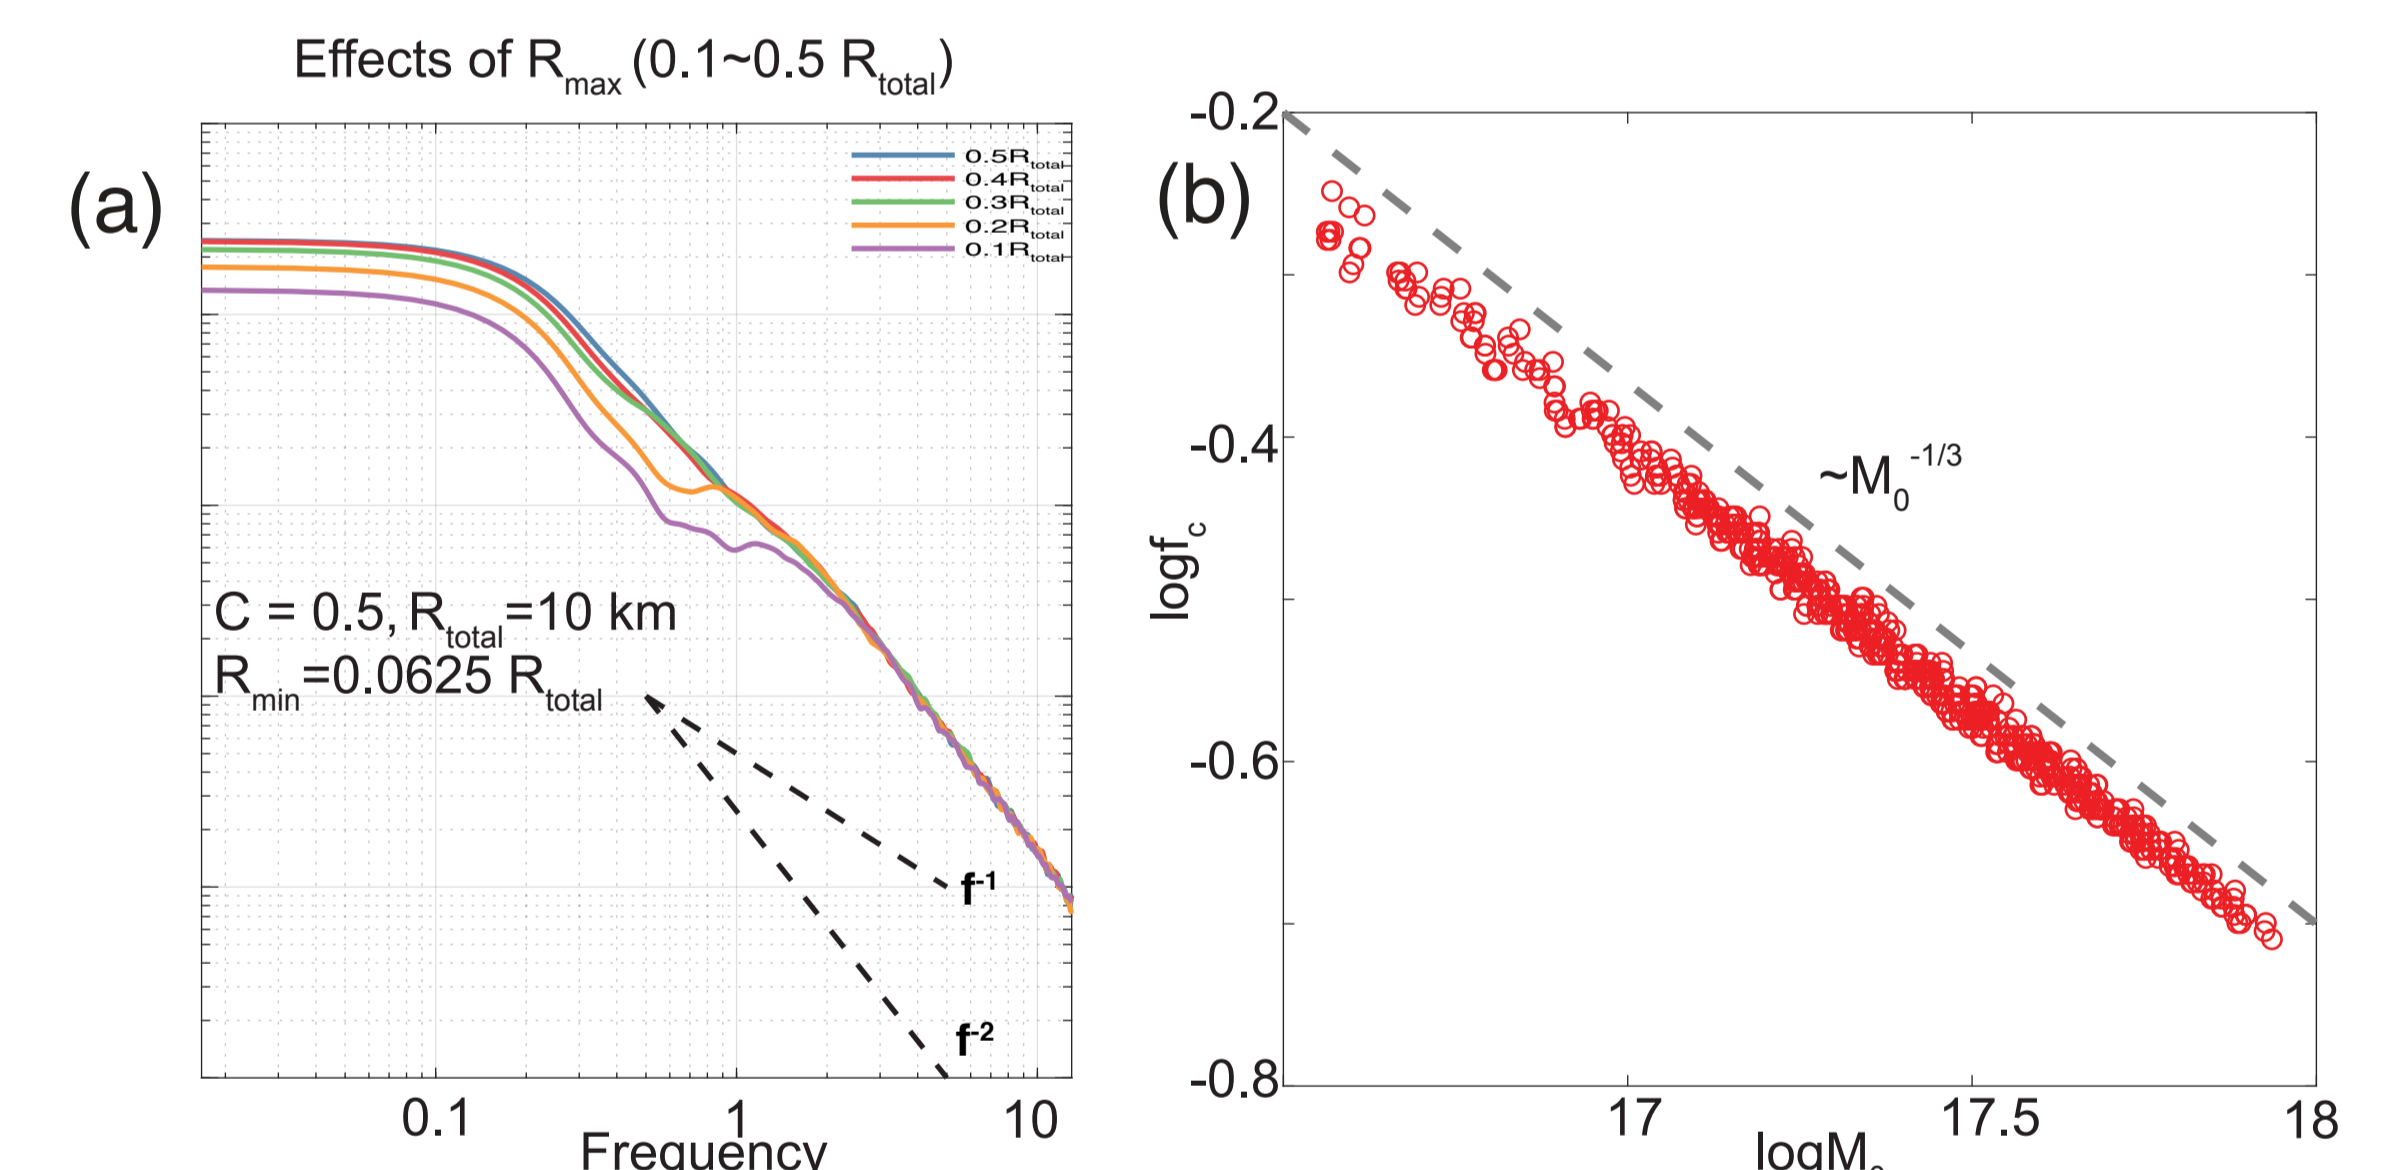 Effects of Rmax (0.1~0.5 Rtotal)
(a)
0.5Rtotal
0.4Rtotal
0.3Rtotal
0.2Rtotal
0.1Rtotal
C = 0.5, Rtotal=10 km
Rmin=0.0625 Rtotal
f-1
f-2
0.1
1
10
Frequency
(b)
-0.2
-0.4
-0.6
-0.8
logfc
~M0-1/3
17
17.5
18
logM0